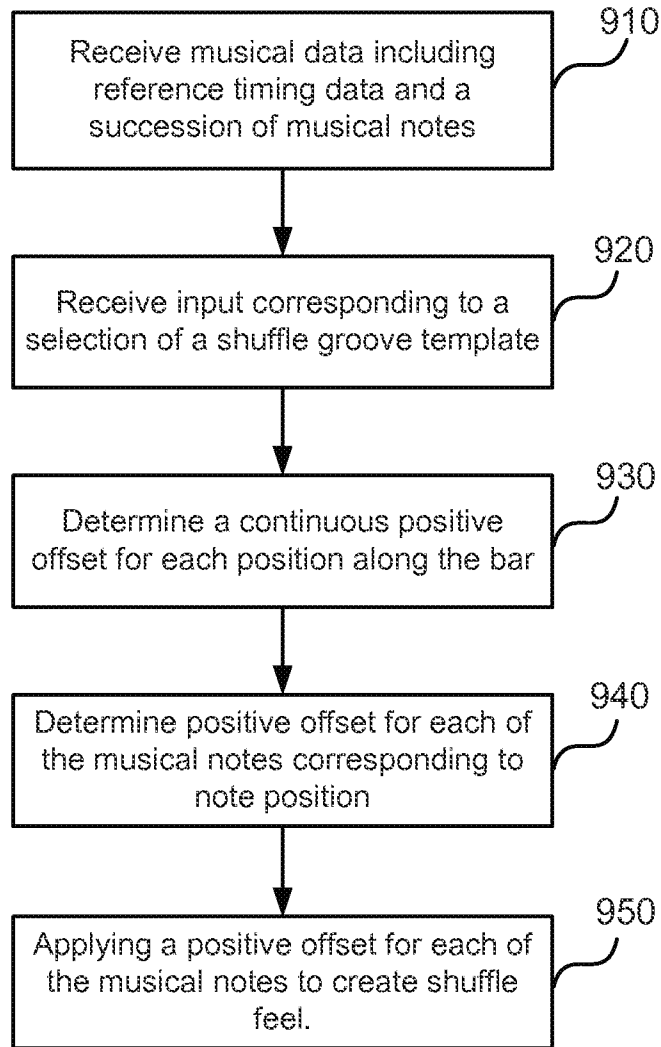 910
Receive musical data including
reference timing data and a
succession of musical notes
920
Receive input corresponding to a
selection of a shuffle groove template
930
Determine a continuous positive
offset for each position along the bar
940
Determine positive offset for each of
the musical notes corresponding to
note position
950
Applying a positive offset for each of
the musical notes to create shuffle
feel.